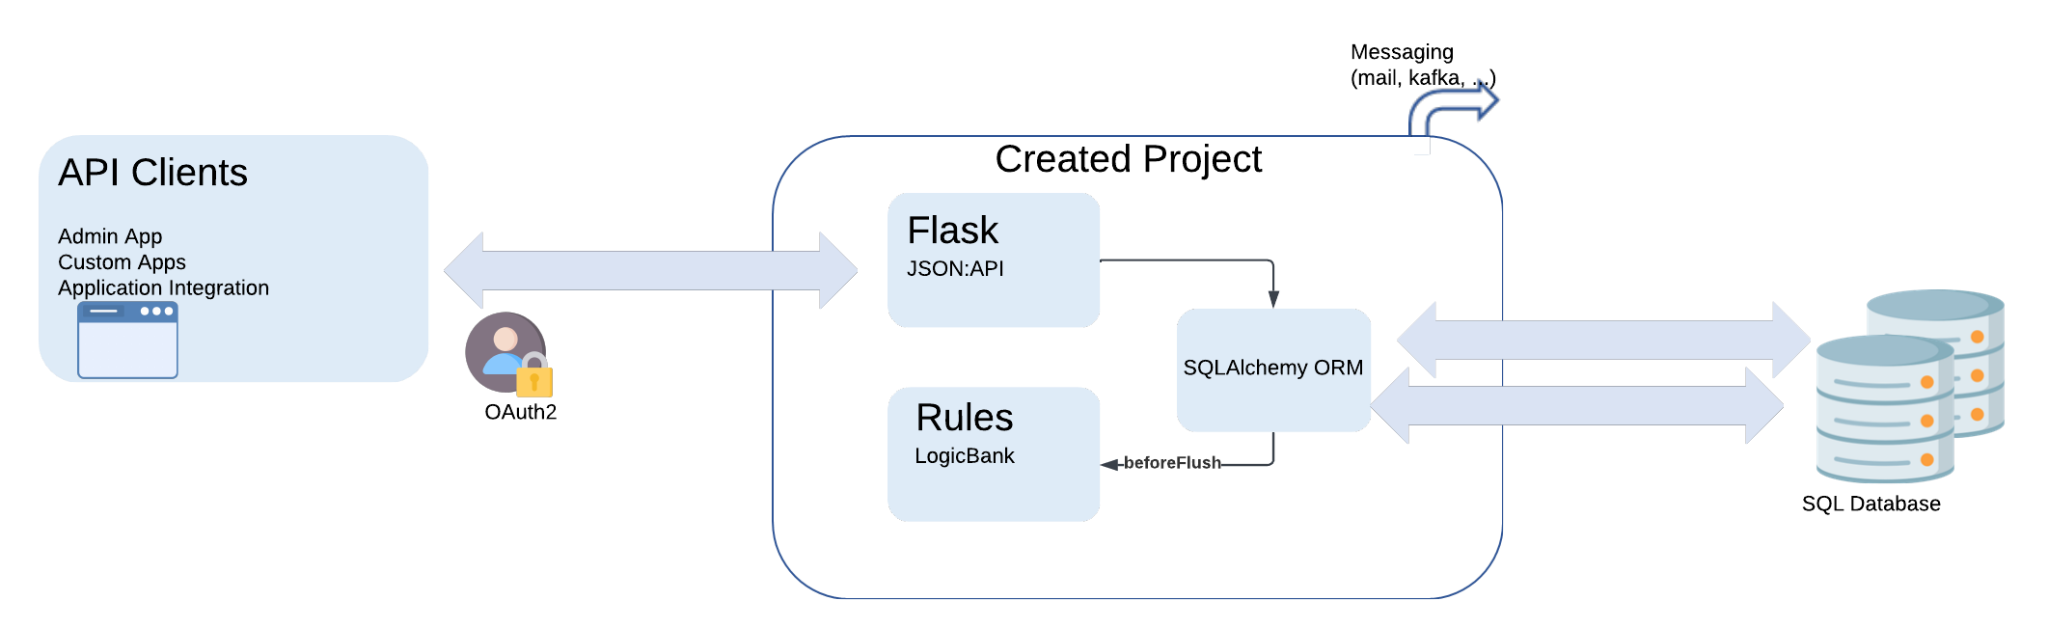 Messaging
(mail, kafka, ...)
API Clients
Admin App
Custom Apps
Application Integration
OAuth2
Created Project
Flask
JSON:API
SQLAlchemy ORM
Rules
LogicBank
beforeFlush
SQL Database